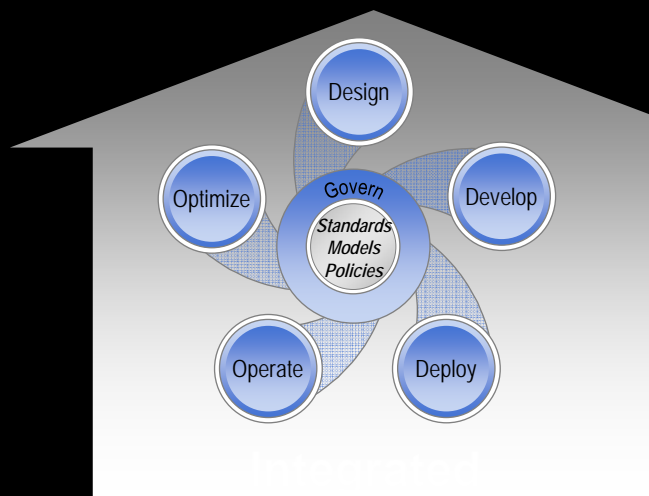 Design
Develop
Optimize
Govern
Standards
Models
Policies
Operate
Deploy